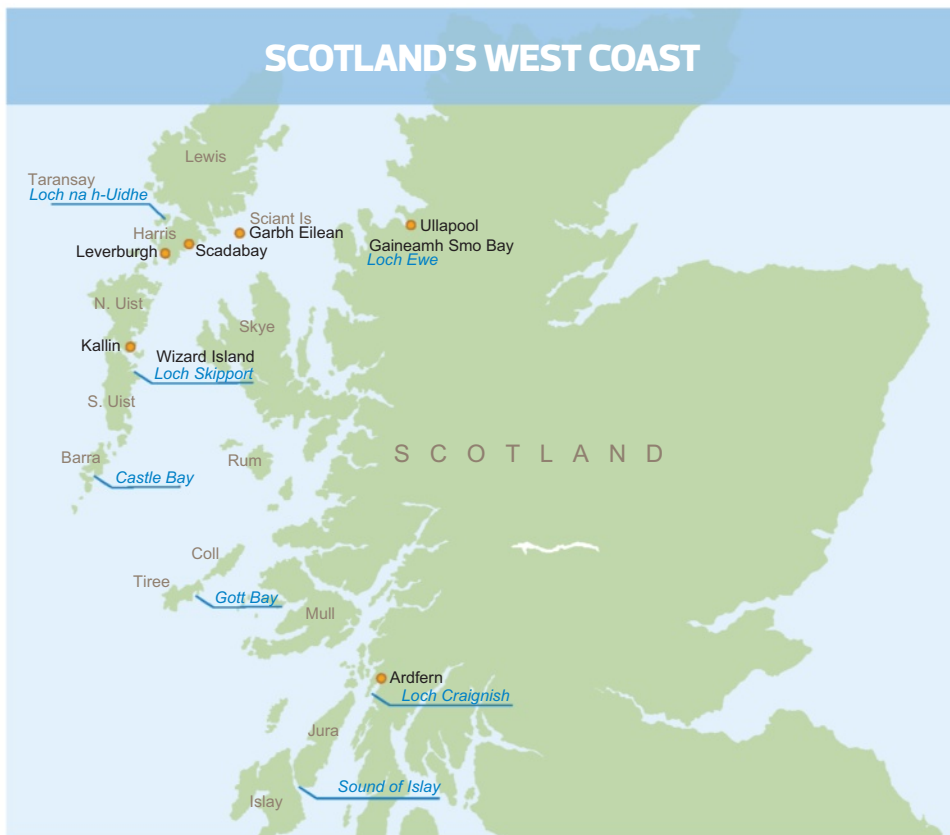 SCOTLAND'S WEST COAST
Lewis
Taransay
Loch na h-Uidhe
Sciant Is
Harris
Garbh Eilean
Ullapool
Leverburgh
Scadabay
Gaineamh Smo Bay
Loch Ewe
N. Uist
Skye
Kallin
Wizard Island
Loch Skipport
S. Uist
SCOTLAND
Barra
Rum
Castle Bay
Coll
Tiree
Gott Bay
Mull
Ardfern
Loch Craignish
Jura
Sound of Islay
Islay